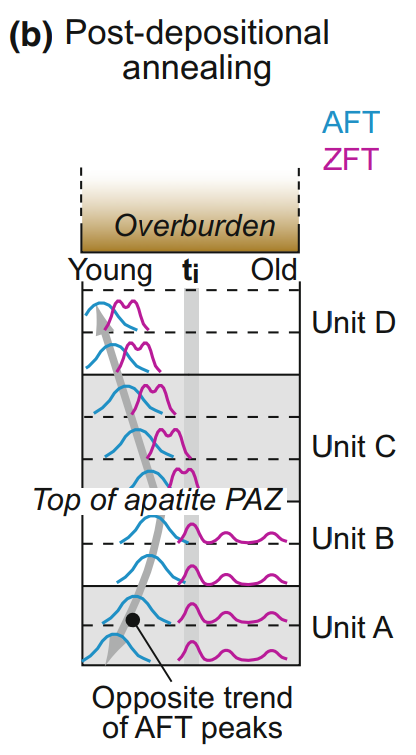 (b) Post-depositional
annealing
AFT
ZFT
Overburden
Young ti Old
Unit D
Unit C
Top of apatite PAZ
Unit B
Unit A
Opposite trend
of AFT peaks